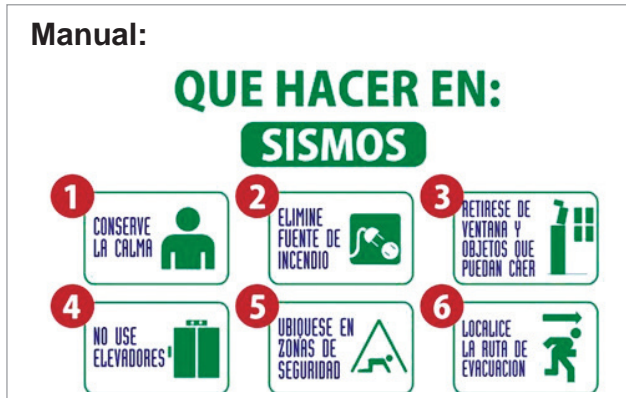 Manual:
QUE HACER EN:
SISMOS
1
CONSERVE
LA CALMA
2
ELIMINE
FUENTE DE
INCENDIO
3
RETIRESE DE
VENTANA Y
OBJETOS QUE
PUEDAN CAER
4
NO USE
ELEVADORES
5
UBIQUESE EN
ZONAS DE
SEGURIDAD
6
LOCALICE
LA RUTA DE
EVACUACION